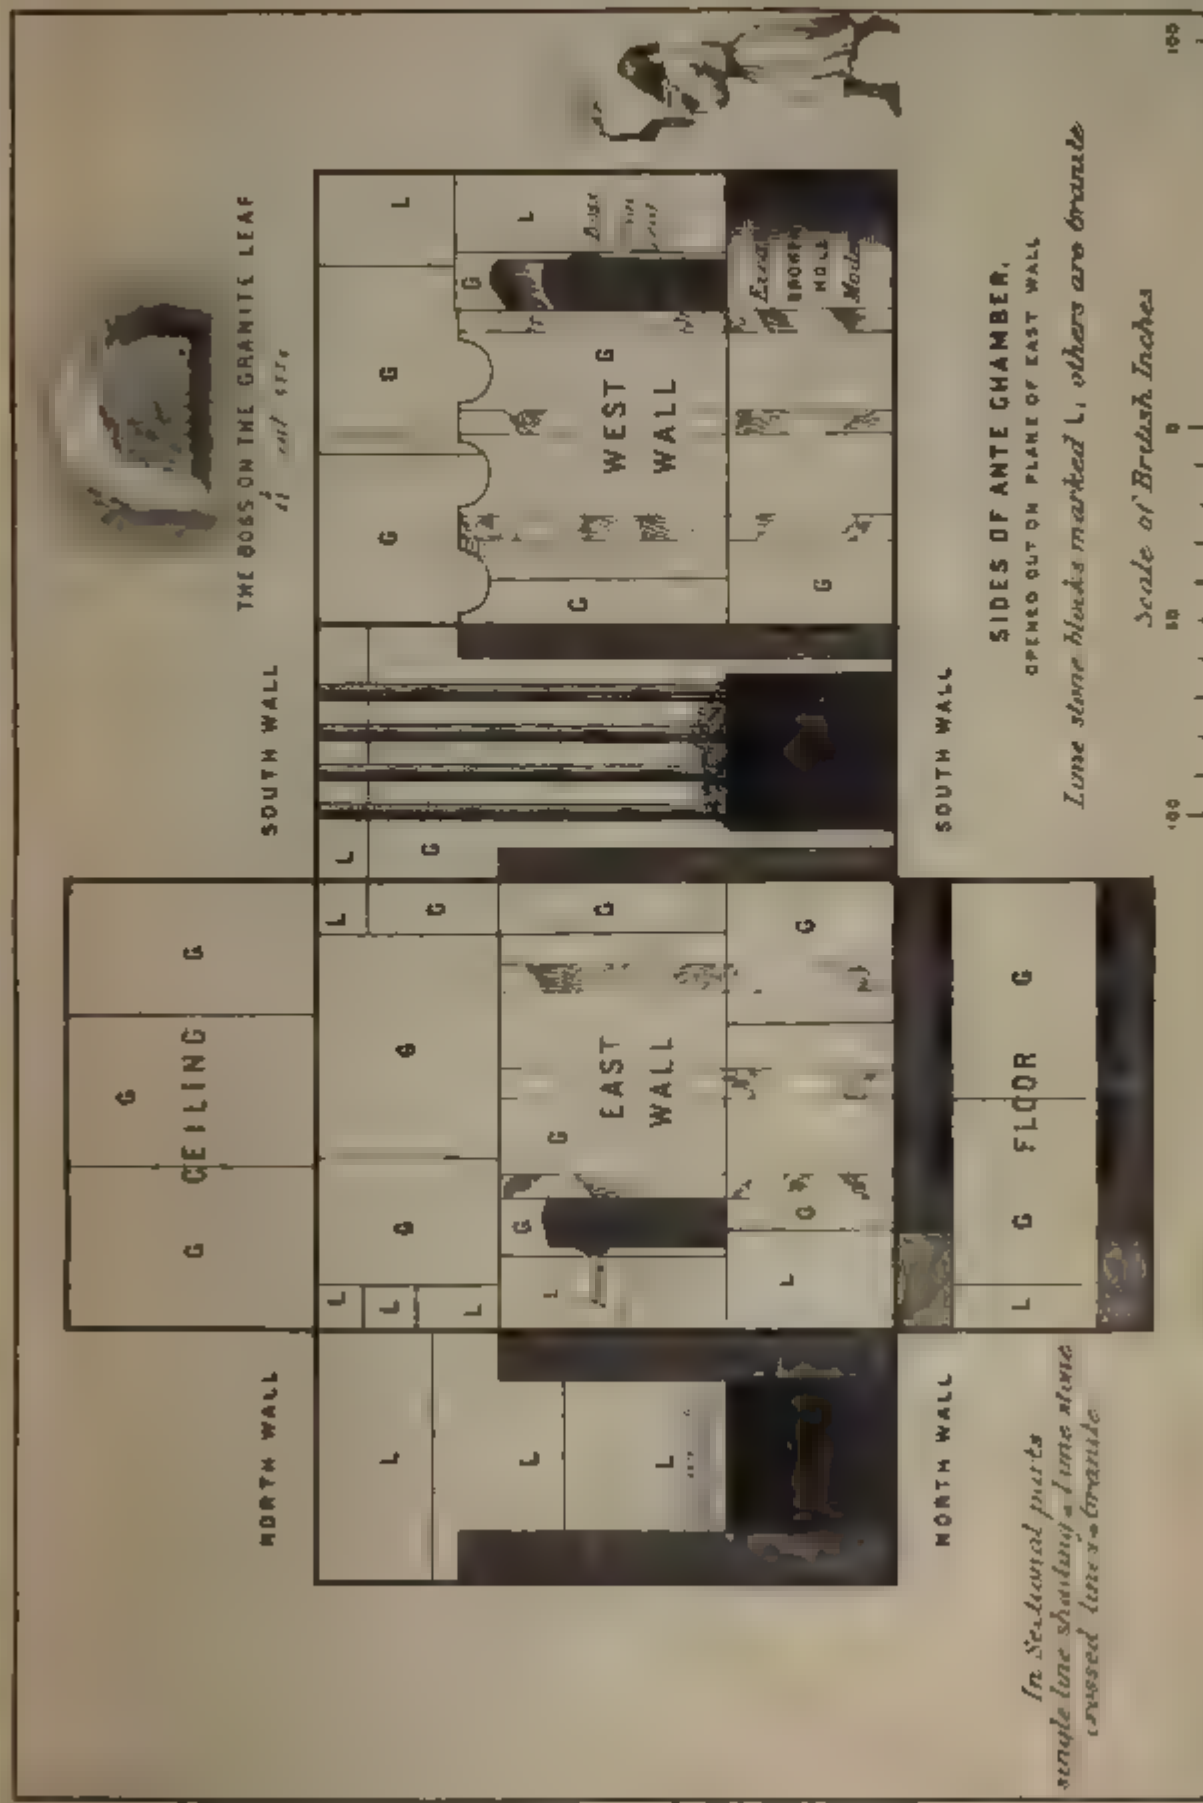 THE BOSS ON THE GRANITE LEAF
NORTH WALL
SOUTH WALL
CEILING
G
G
G
L
L
L
G
G
L
G
L
G
G
G
L
L
L
L
L
G
G
EAST
WALL
G
L
G
G
G
WEST
WALL
G
G
G
L
G
BROKEN
HOLE
FLOOR
L
G
G
NORTH WALL
SOUTH WALL
SIDES OF ANTE CHAMBER,
OPENED OUT ON PLANE OF EAST WALL
Lime stone blocks marked L, others are Granite
Scale of British Inches
100
50
0
100
In Sectional parts
single line shading = Lime stone
crossed lines = Granite